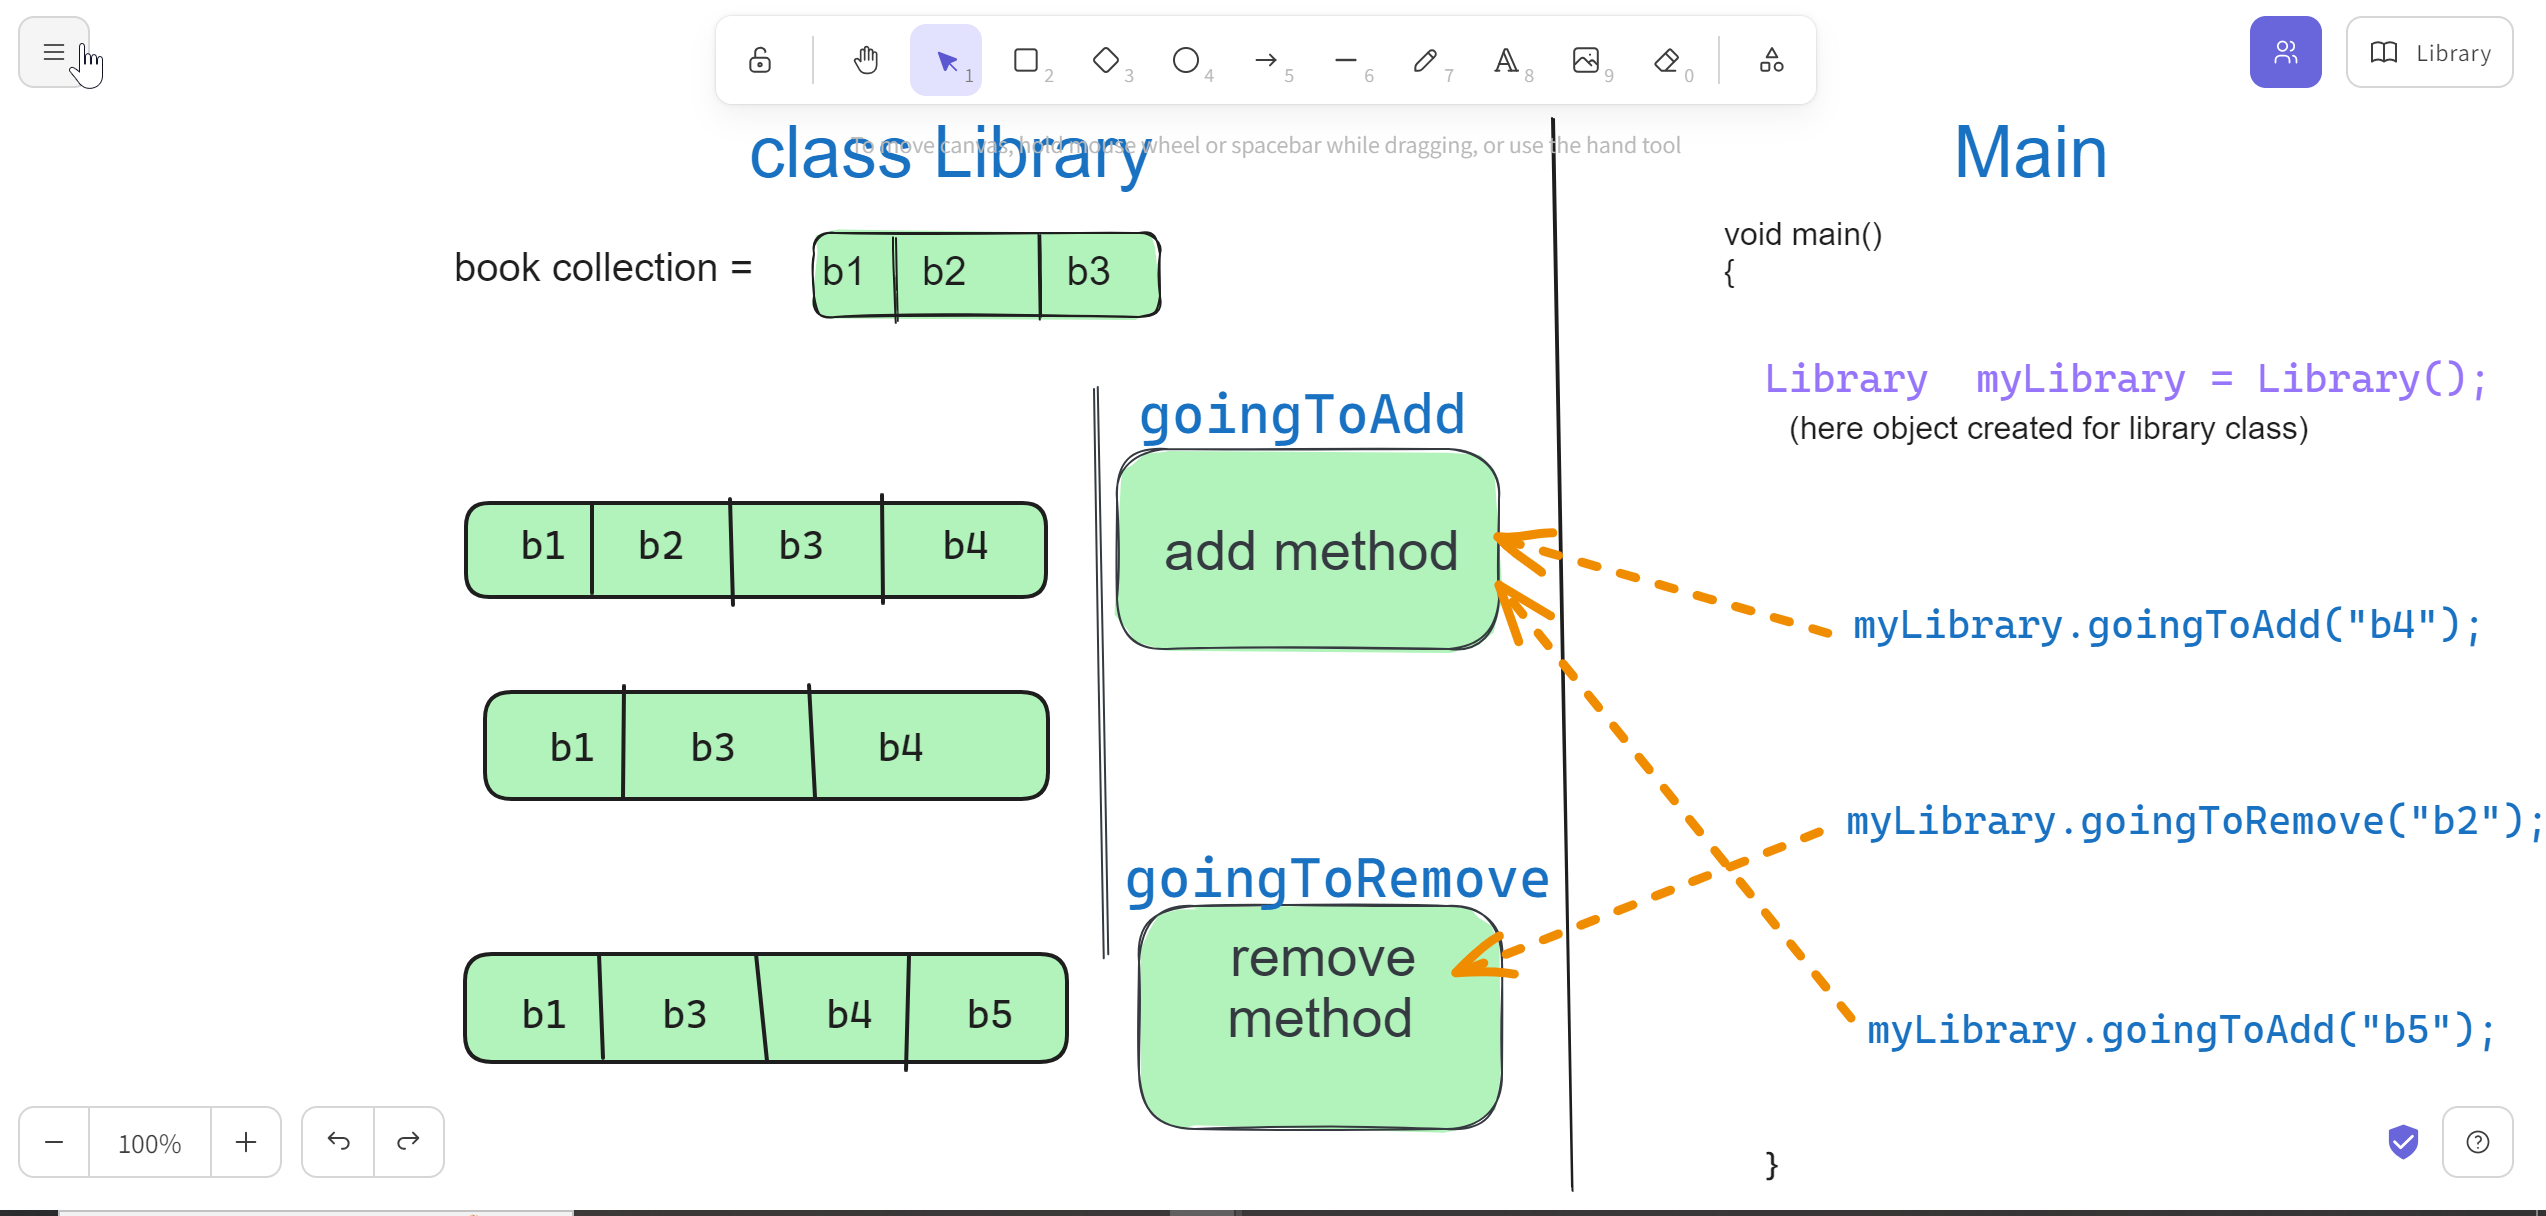 1 2 3 4 5 6 7 8 9 0
Library
To move canvas, hold mouse wheel or spacebar while dragging, or use the hand tool
class Library
book collection = b1 b2 b3
goingToAdd
add method
b1 b2 b3 b4
b1 b3 b4
goingToRemove
remove
method
b1 b3 b4 b5
Main
void main()
{
Library myLibrary = Library();
(here object created for library class)
myLibrary.goingToAdd("b4");
myLibrary.goingToRemove("b2");
myLibrary.goingToAdd("b5");
}
100%